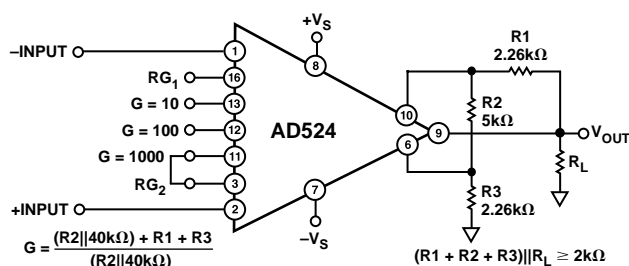 –INPUT
1
RG1
16
G = 10
13
G = 100
12
G = 1000
11
RG2
3
+INPUT
2
AD524
+VS
8
–VS
7
10
6
9
R1
2.26kΩ
R2
5kΩ
R3
2.26kΩ
VOUT
RL
G = (R2||40kΩ) + R1 + R3
(R2||40kΩ)
(R1 + R2 + R3)||RL ≥ 2kΩ